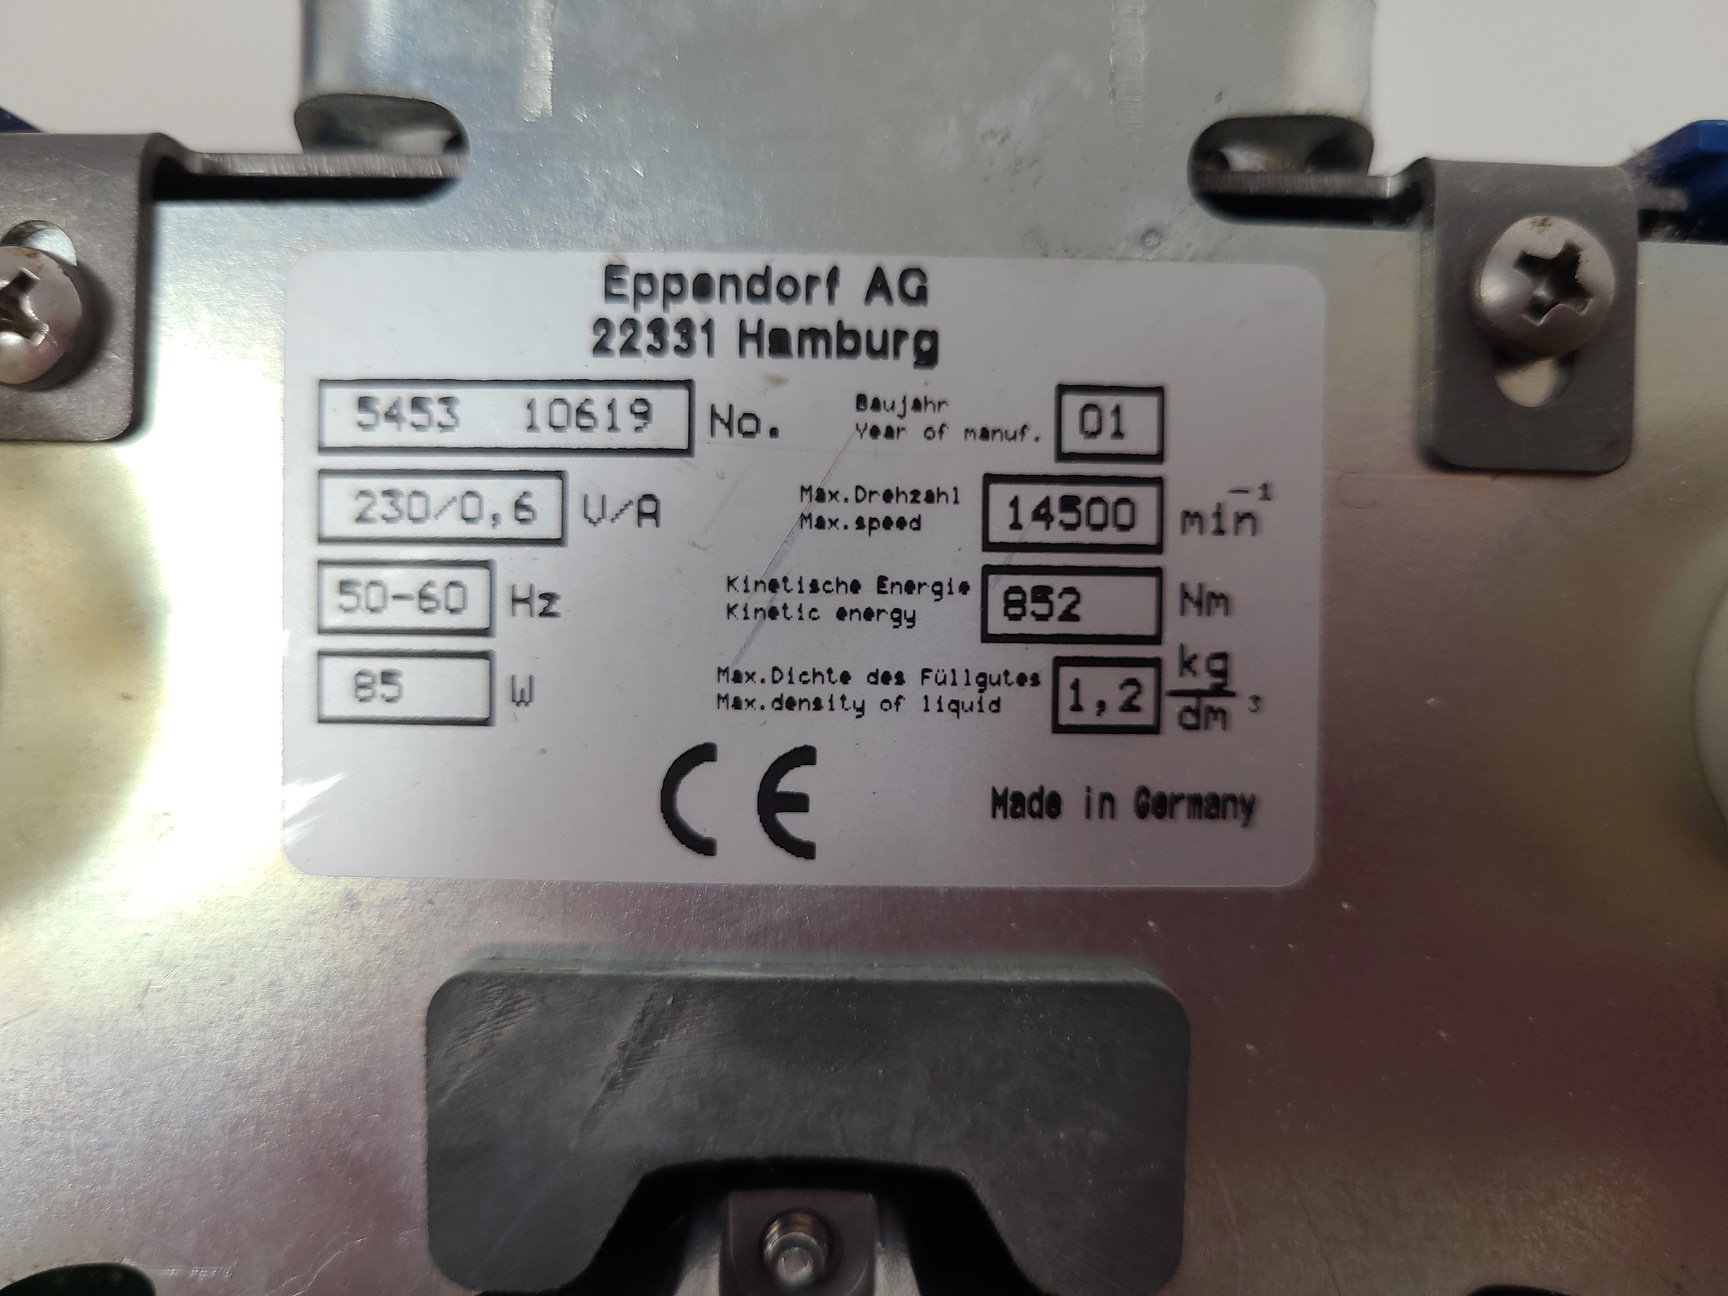 Eppendorf AG
22331 Hamburg
5453 10619 No.
Baujahr
Year of manuf. 01
230/0,6 V/A
Max.Drehzahl
Max.speed 14500 min⁻¹
50-60 Hz
Kinetische Energie
Kinetic energy 852 Nm
85 W
Max.Dichte des Füllgutes
Max.density of liquid 1,2 kg/dm³
CE
Made in Germany